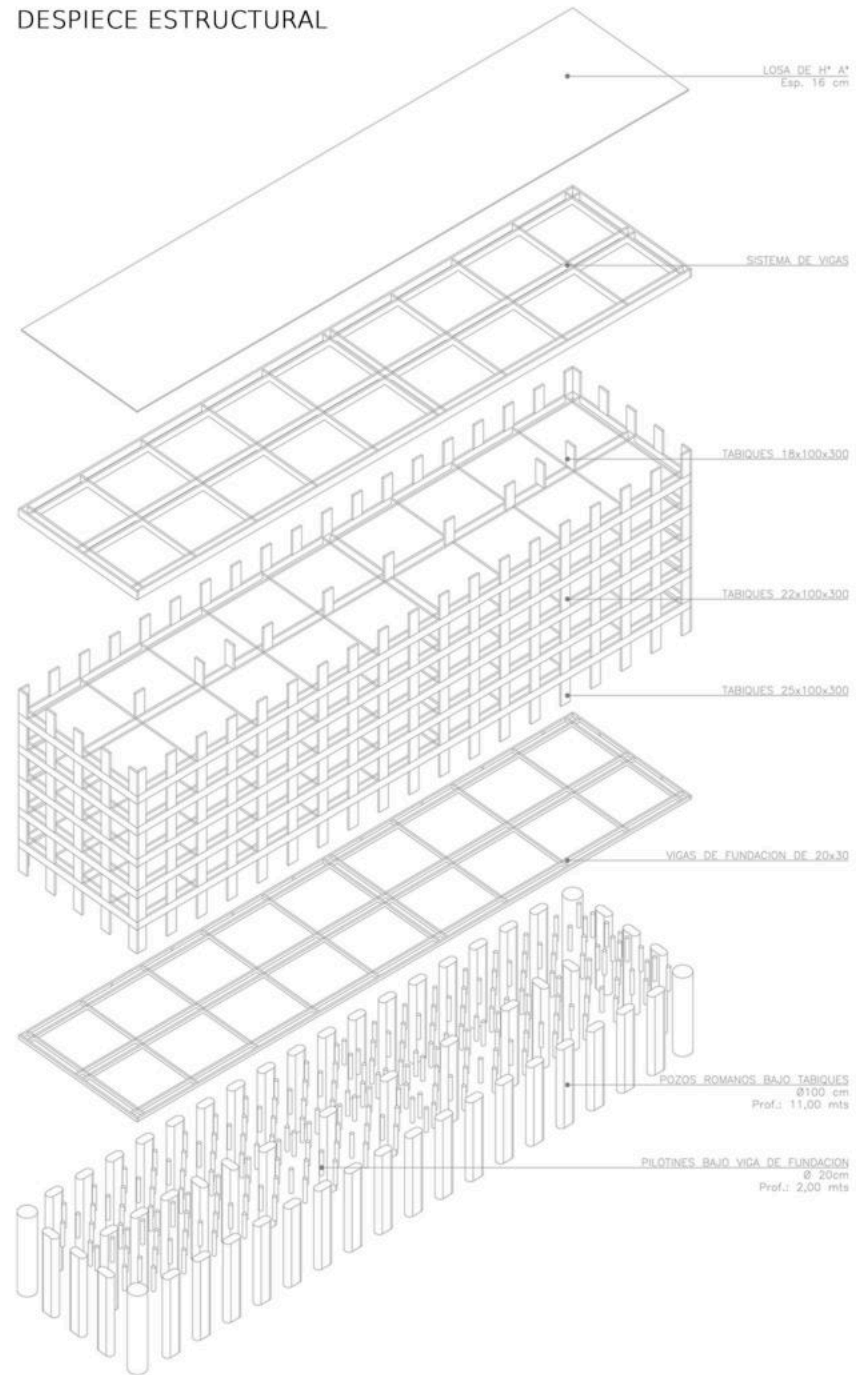 DESPIECE ESTRUCTURAL
LOSA DE H° A°
Esp. 16 cm
SISTEMA DE VIGAS
TABIQUES 18x100x300
TABIQUES 22x100x300
TABIQUES 25x100x300
VIGAS DE FUNDACION DE 20x30
POZOS ROMANOS BAJO TABIQUES
Ø100 cm
Prof.: 11,00 mts
PILOTINES BAJO VIGA DE FUNDACION
Ø 20cm
Prof.: 2,00 mts